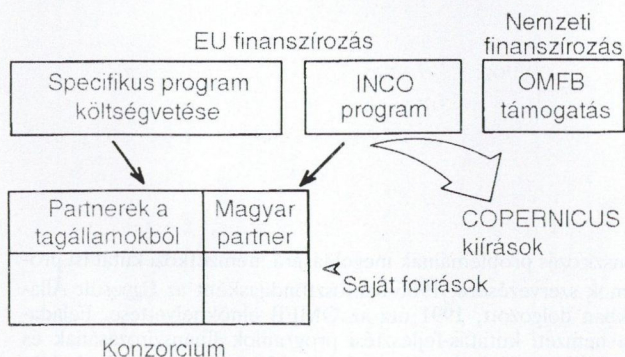 Nemzeti
EU finanszírozás
finanszírozás
Specifikus program
költségvetése
INCO
program
OMFB
támogatás
Partnerek a
tagállamokból
Magyar
partner
COPERNICUS
kiírások
Saját források
Konzorcium